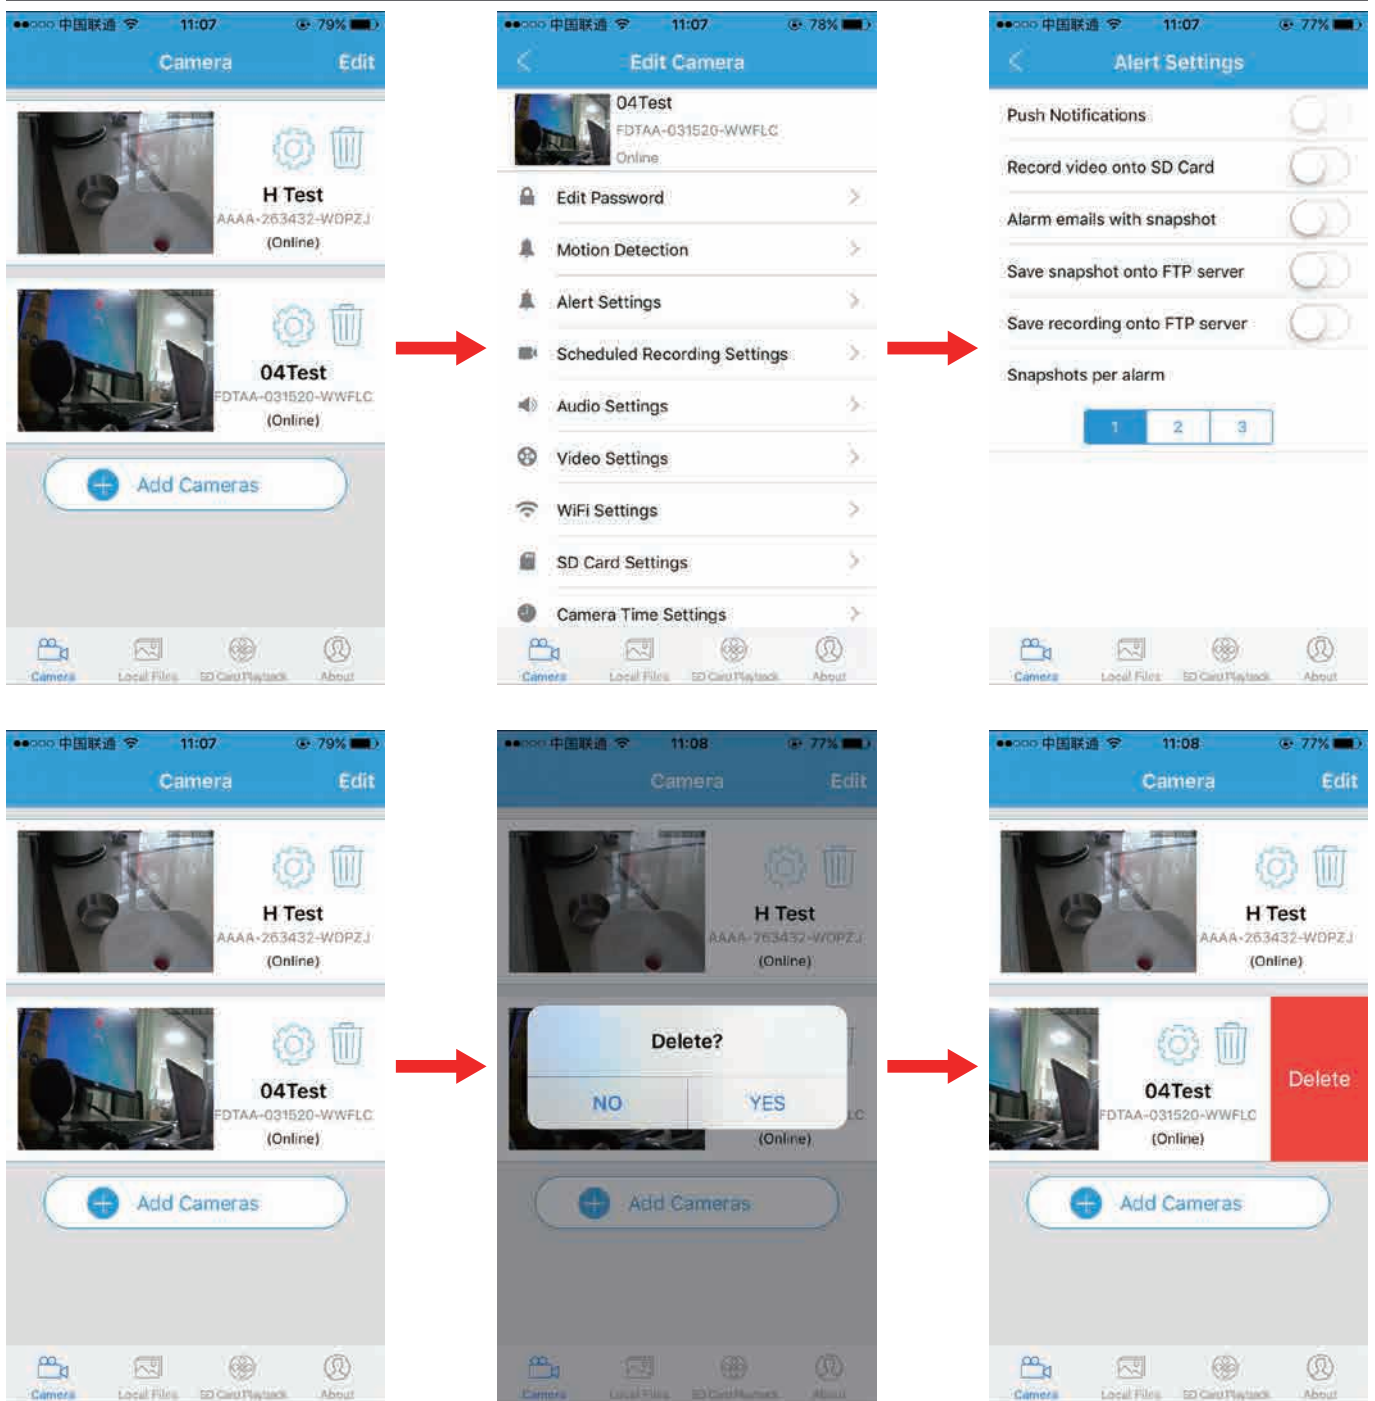 中国联通 11:07 79%
Camera Edit
H Test
AAAA-263432-WDPZJ
(Online)
04Test
FDTAA-031520-WWFLC
(Online)
Add Cameras
Camera Local Files SD Card Playback About
中国联通 11:07 78%
Edit Camera
04Test
FDTAA-031520-WWFLC
Online
Edit Password
Motion Detection
Alert Settings
Scheduled Recording Settings
Audio Settings
Video Settings
WiFi Settings
SD Card Settings
Camera Time Settings
Camera Local Files SD Card Playback About
中国联通 11:07 77%
Alert Settings
Push Notifications
Record video onto SD Card
Alarm emails with snapshot
Save snapshot onto FTP server
Save recording onto FTP server
Snapshots per alarm
1 2 3
Camera Local Files SD Card Playback About
中国联通 11:07 79%
Camera Edit
H Test
AAAA-263432-WDPZJ
(Online)
04Test
FDTAA-031520-WWFLC
(Online)
Add Cameras
Camera Local Files SD Card Playback About
中国联通 11:08 77%
Camera Edit
H Test
AAAA-263432-WDPZJ
(Online)
Delete?
NO YES
LC
(Online)
Add Cameras
Camera Local Files SD Card Playback About
中国联通 11:08 77%
Camera Edit
H Test
AAAA-263432-WDPZJ
(Online)
04Test
FDTAA-031520-WWFLC
(Online)
Delete
Add Cameras
Camera Local Files SD Card Playback About